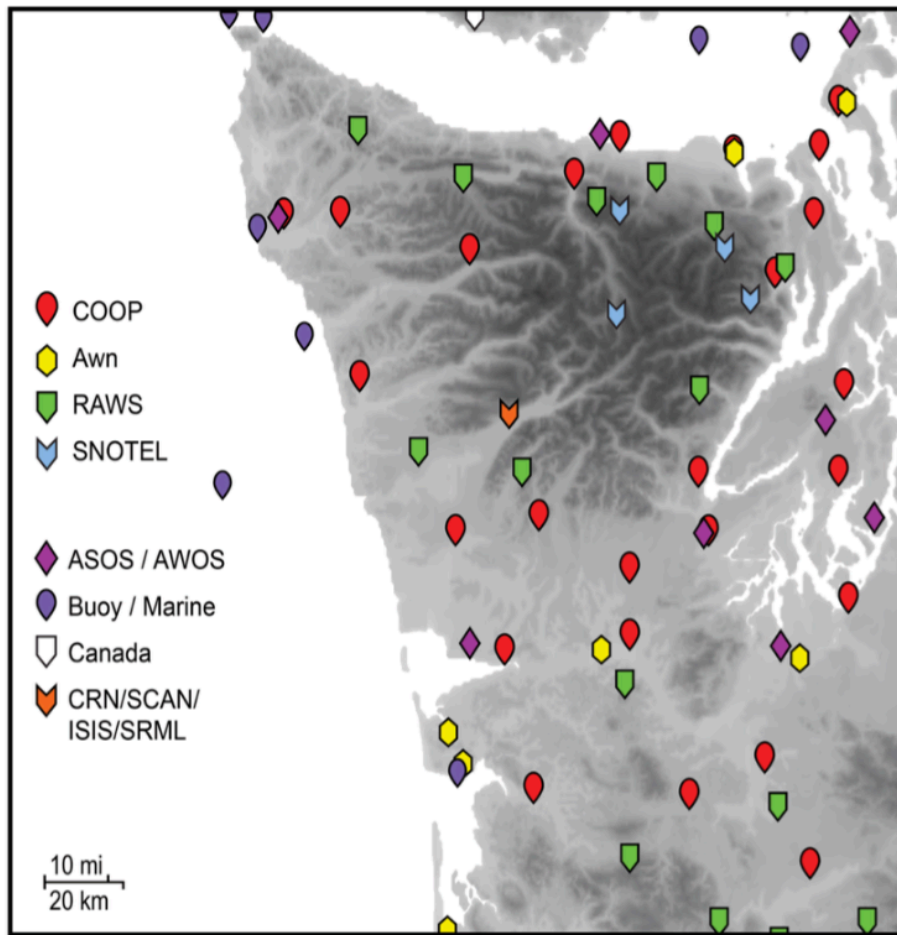 COOP
Awn
RAWS
SNOTEL
ASOS / AWOS
Buoy / Marine
Canada
CRN/SCAN/
ISIS/SRML
10 mi
20 km